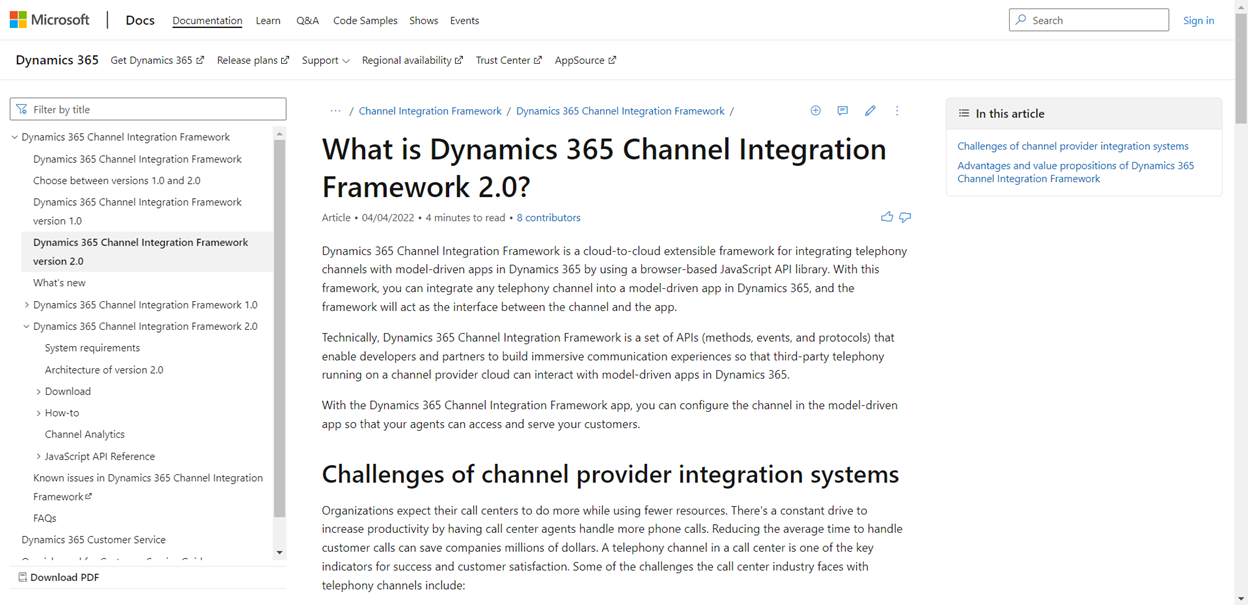 Microsoft
Docs
Documentation
Learn
Q&A
Code Samples
Shows
Events
Search
Sign in
Dynamics 365
Get Dynamics 365
Release plans
Support
Regional availability
Trust Center
AppSource
Filter by title
Dynamics 365 Channel Integration Framework
Dynamics 365 Channel Integration Framework
Choose between versions 1.0 and 2.0
Dynamics 365 Channel Integration Framework
version 1.0
Dynamics 365 Channel Integration Framework
version 2.0
What's new
Dynamics 365 Channel Integration Framework 1.0
Dynamics 365 Channel Integration Framework 2.0
System requirements
Architecture of version 2.0
Download
How-to
Channel Analytics
JavaScript API Reference
Known issues in Dynamics 365 Channel Integration
Framework
FAQs
Dynamics 365 Customer Service
Download PDF
... / Channel Integration Framework / Dynamics 365 Channel Integration Framework /
What is Dynamics 365 Channel Integration
Framework 2.0?
Article • 04/04/2022 • 4 minutes to read • 8 contributors
Dynamics 365 Channel Integration Framework is a cloud-to-cloud extensible framework for integrating telephony
channels with model-driven apps in Dynamics 365 by using a browser-based JavaScript API library. With this
framework, you can integrate any telephony channel into a model-driven app in Dynamics 365, and the
framework will act as the interface between the channel and the app.
Technically, Dynamics 365 Channel Integration Framework is a set of APIs (methods, events, and protocols) that
enable developers and partners to build immersive communication experiences so that third-party telephony
running on a channel provider cloud can interact with model-driven apps in Dynamics 365.
With the Dynamics 365 Channel Integration Framework app, you can configure the channel in the model-driven
app so that your agents can access and serve your customers.
Challenges of channel provider integration systems
Organizations expect their call centers to do more while using fewer resources. There's a constant drive to
increase productivity by having call center agents handle more phone calls. Reducing the average time to handle
customer calls can save companies millions of dollars. A telephony channel in a call center is one of the key
indicators for success and customer satisfaction. Some of the challenges the call center industry faces with
telephony channels include:
In this article
Challenges of channel provider integration systems
Advantages and value propositions of Dynamics 365
Channel Integration Framework